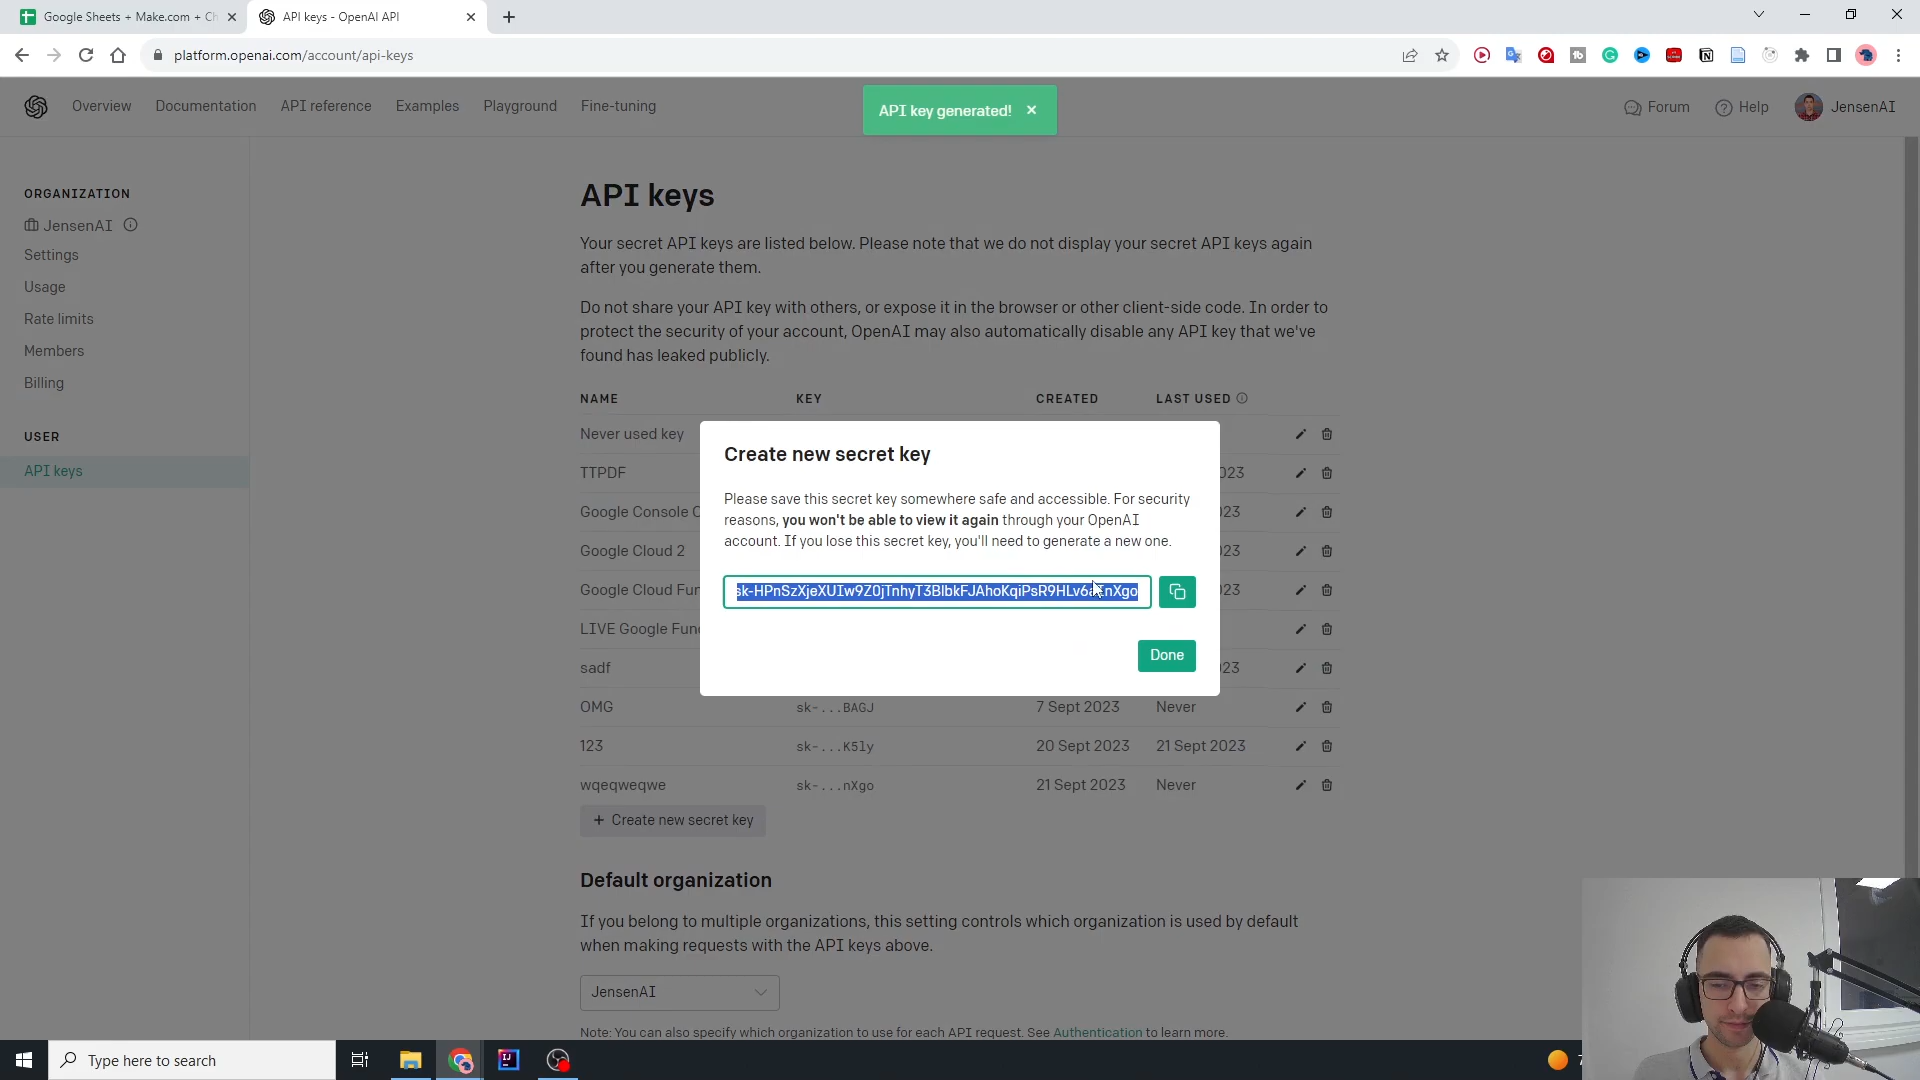 Google Sheets + Make.com + Ch
API keys - OpenAI API
platform.openai.com/account/api-keys
Overview
Documentation
API reference
Examples
Playground
Fine-tuning
API key generated!
Forum
Help
JensenAI
ORGANIZATION
JensenAI
Settings
Usage
Rate limits
Members
Billing
USER
API keys
API keys
Your secret API keys are listed below. Please note that we do not display your secret API keys again
after you generate them.
Do not share your API key with others, or expose it in the browser or other client-side code. In order to
protect the security of your account, OpenAI may also automatically disable any API key that we've
found has leaked publicly.
NAME KEY CREATED LAST USED
Never used key
TTPDF 023
Google Console C 23
Google Cloud 2 23
Google Cloud Fun 23
LIVE Google Fun
sadf 23
OMG sk-...BAGJ 7 Sept 2023 Never
123 sk-...K5ly 20 Sept 2023 21 Sept 2023
wqeqweqwe sk-...nXgo 21 Sept 2023 Never
+ Create new secret key
Create new secret key
Please save this secret key somewhere safe and accessible. For security
reasons, you won't be able to view it again through your OpenAI
account. If you lose this secret key, you'll need to generate a new one.
Done
Default organization
If you belong to multiple organizations, this setting controls which organization is used by default
when making requests with the API keys above.
JensenAI
Note: You can also specify which organization to use for each API request. See Authentication to learn more.
Type here to search